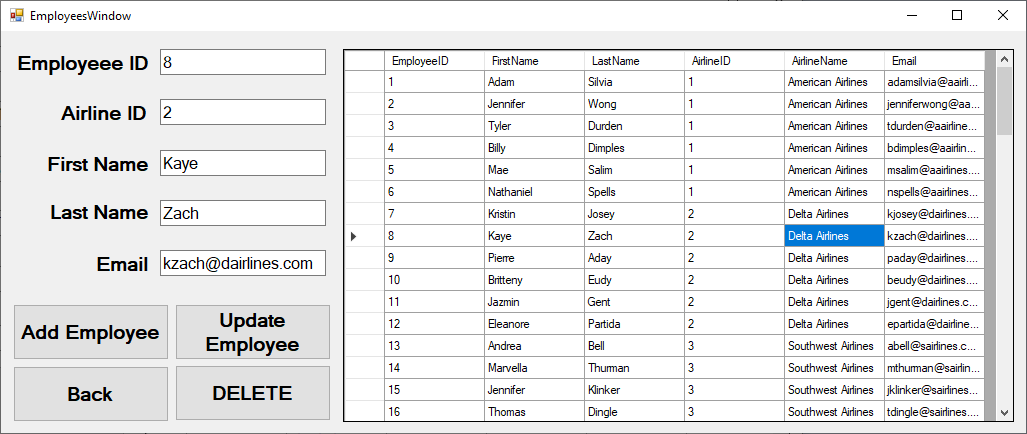 EmployeesWindow
Employeee ID 8
Airline ID 2
First Name Kaye
Last Name Zach
Email kzach@dairlines.com
Add Employee
Update Employee
Back
DELETE
EmployeeID FirstName LastName AirlineID AirlineName Email
1 Adam Silvia 1 American Airlines adamsilvia@aairli...
2 Jennifer Wong 1 American Airlines jenniferwong@aa...
3 Tyler Durden 1 American Airlines tdurden@aairline...
4 Billy Dimples 1 American Airlines bdimples@aairlin...
5 Mae Salim 1 American Airlines msalim@aairlines....
6 Nathaniel Spells 1 American Airlines nspells@aairlines...
7 Kristin Josey 2 Delta Airlines kjosey@dairlines...
8 Kaye Zach 2 Delta Airlines kzach@dairlines....
9 Pierre Aday 2 Delta Airlines paday@dairlines....
10 Britteny Eudy 2 Delta Airlines beudy@dairlines....
11 Jazmin Gent 2 Delta Airlines jgent@dairlines.c...
12 Eleanore Partida 2 Delta Airlines epartida@dairline...
13 Andrea Bell 3 Southwest Airlines abell@sairlines.c...
14 Marvella Thurman 3 Southwest Airlines mthurman@sairlin...
15 Jennifer Klinker 3 Southwest Airlines jklinker@sairlines...
16 Thomas Dingle 3 Southwest Airlines tdingle@sairlines....